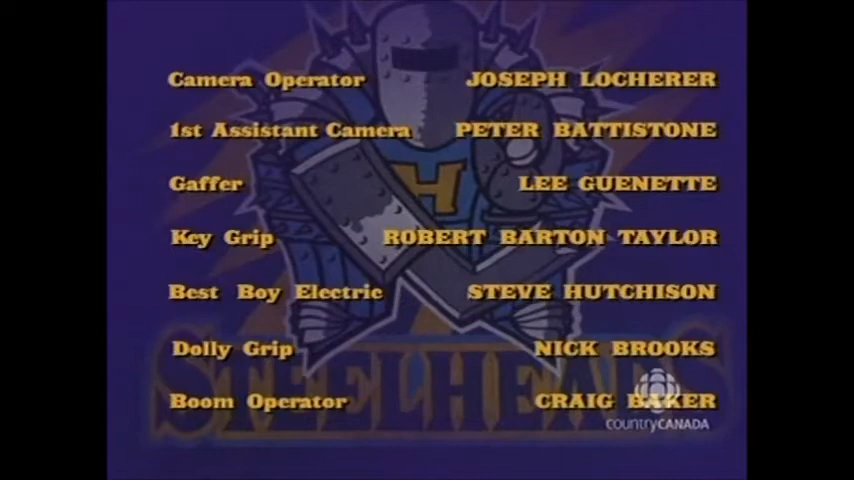 Camera Operator JOSEPH LOCHERER
1st Assistant Camera PETER BATTISTONE
Gaffer LEE GUENETTE
Key Grip ROBERT BARTON TAYLOR
Best Boy Electric STEVE HUTCHISON
Dolly Grip NICK BROOKS
Boom Operator CRAIG BAKER
H
STEELHEADS
countryCANADA